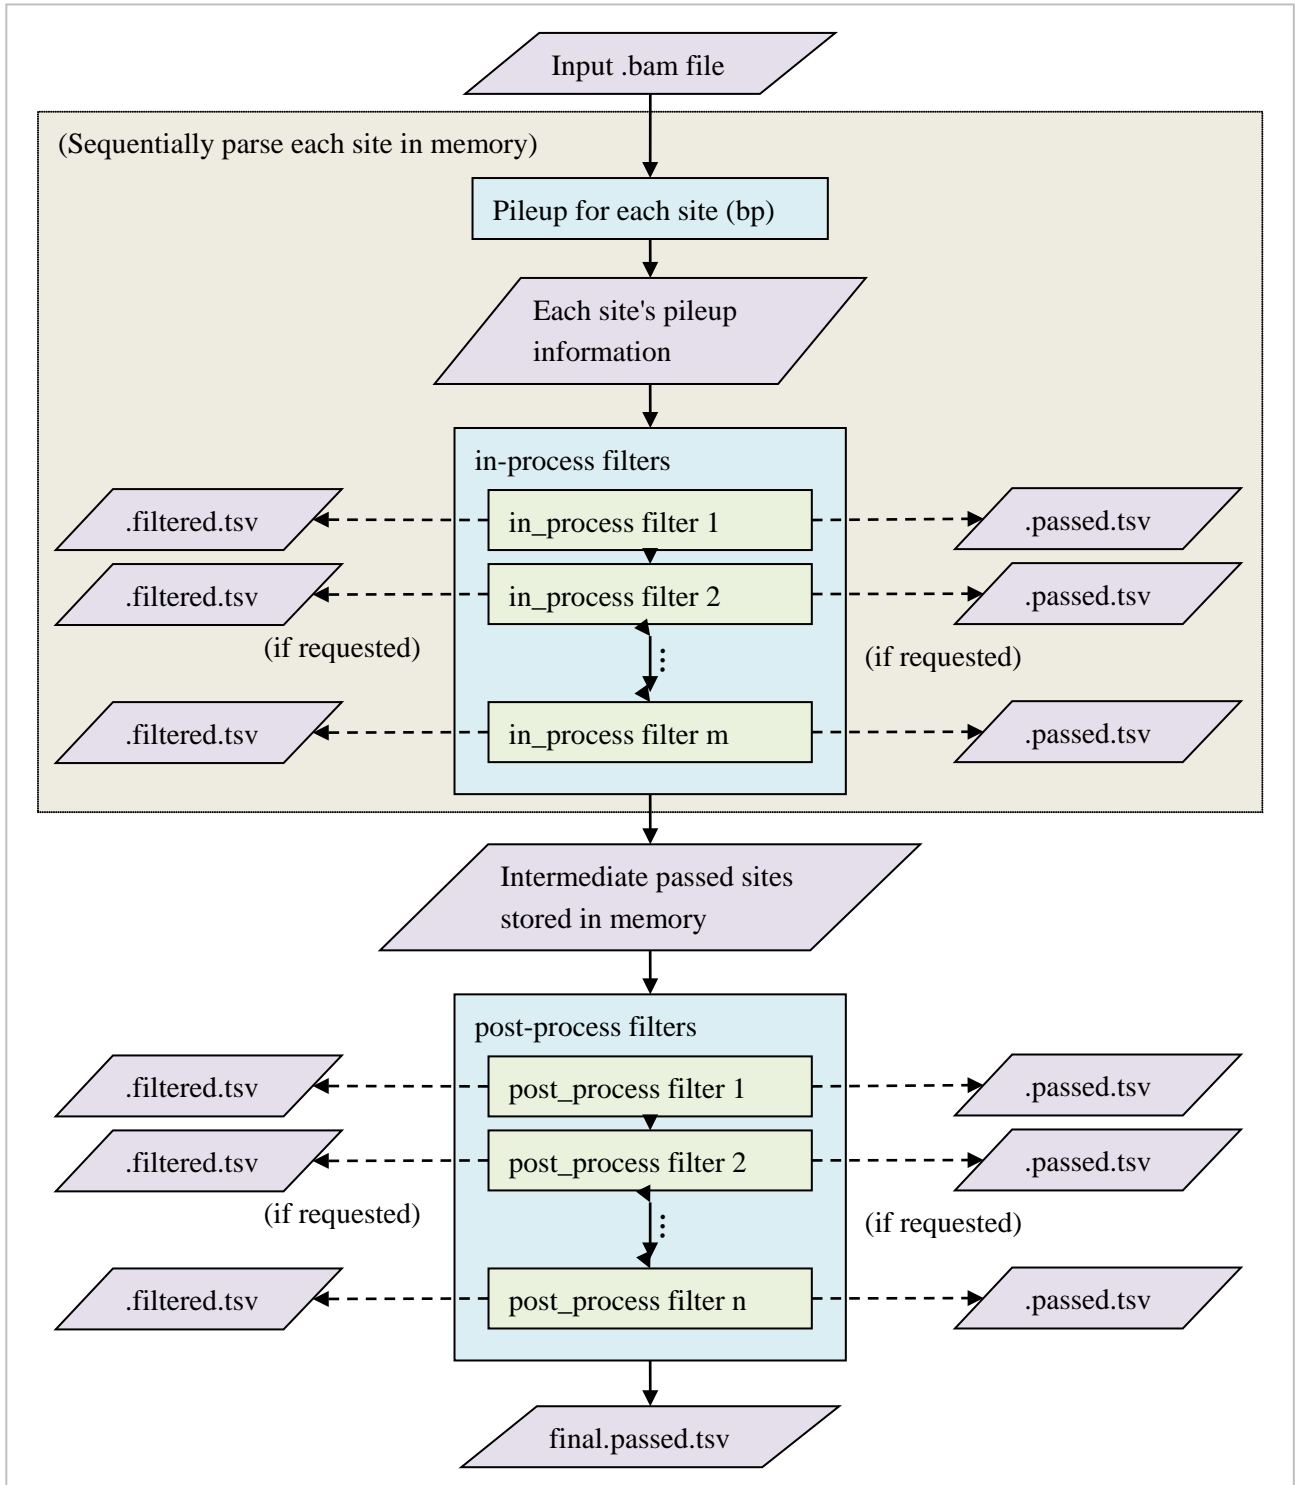 Input .bam file
(Sequentially parse each site in memory)
Pileup for each site (bp)
Each site's pileup
information
in-process filters
.filtered.tsv
in_process filter 1
.passed.tsv
.filtered.tsv
in_process filter 2
.passed.tsv
(if requested)
(if requested)
...
.filtered.tsv
in_process filter m
.passed.tsv
Intermediate passed sites
stored in memory
post-process filters
.filtered.tsv
post_process filter 1
.passed.tsv
.filtered.tsv
post_process filter 2
.passed.tsv
(if requested)
(if requested)
...
.filtered.tsv
post_process filter n
.passed.tsv
final.passed.tsv